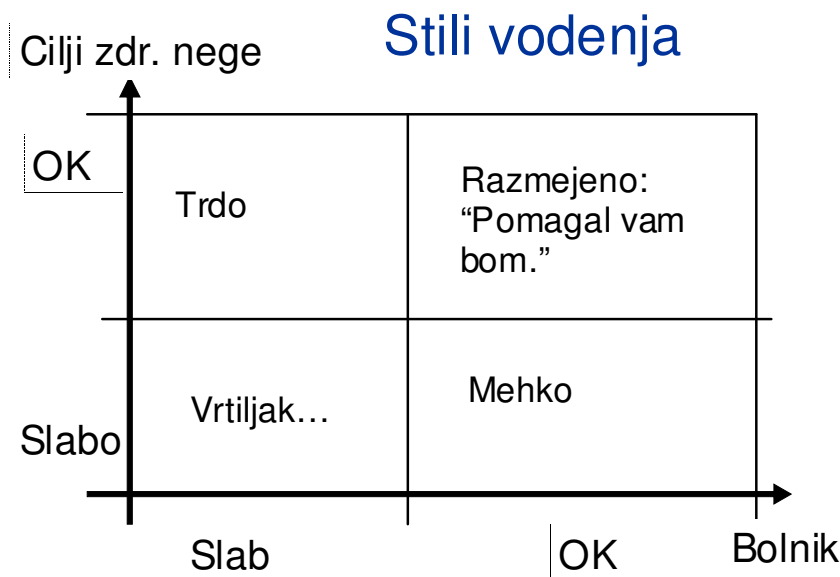 Stili vodenja
Cilji zdr. nege
OK
Trdo
Razmejeno:
“Pomagal vam
bom.”
Vrtiljak…
Mehko
Slabo
Slab
OK
Bolnik